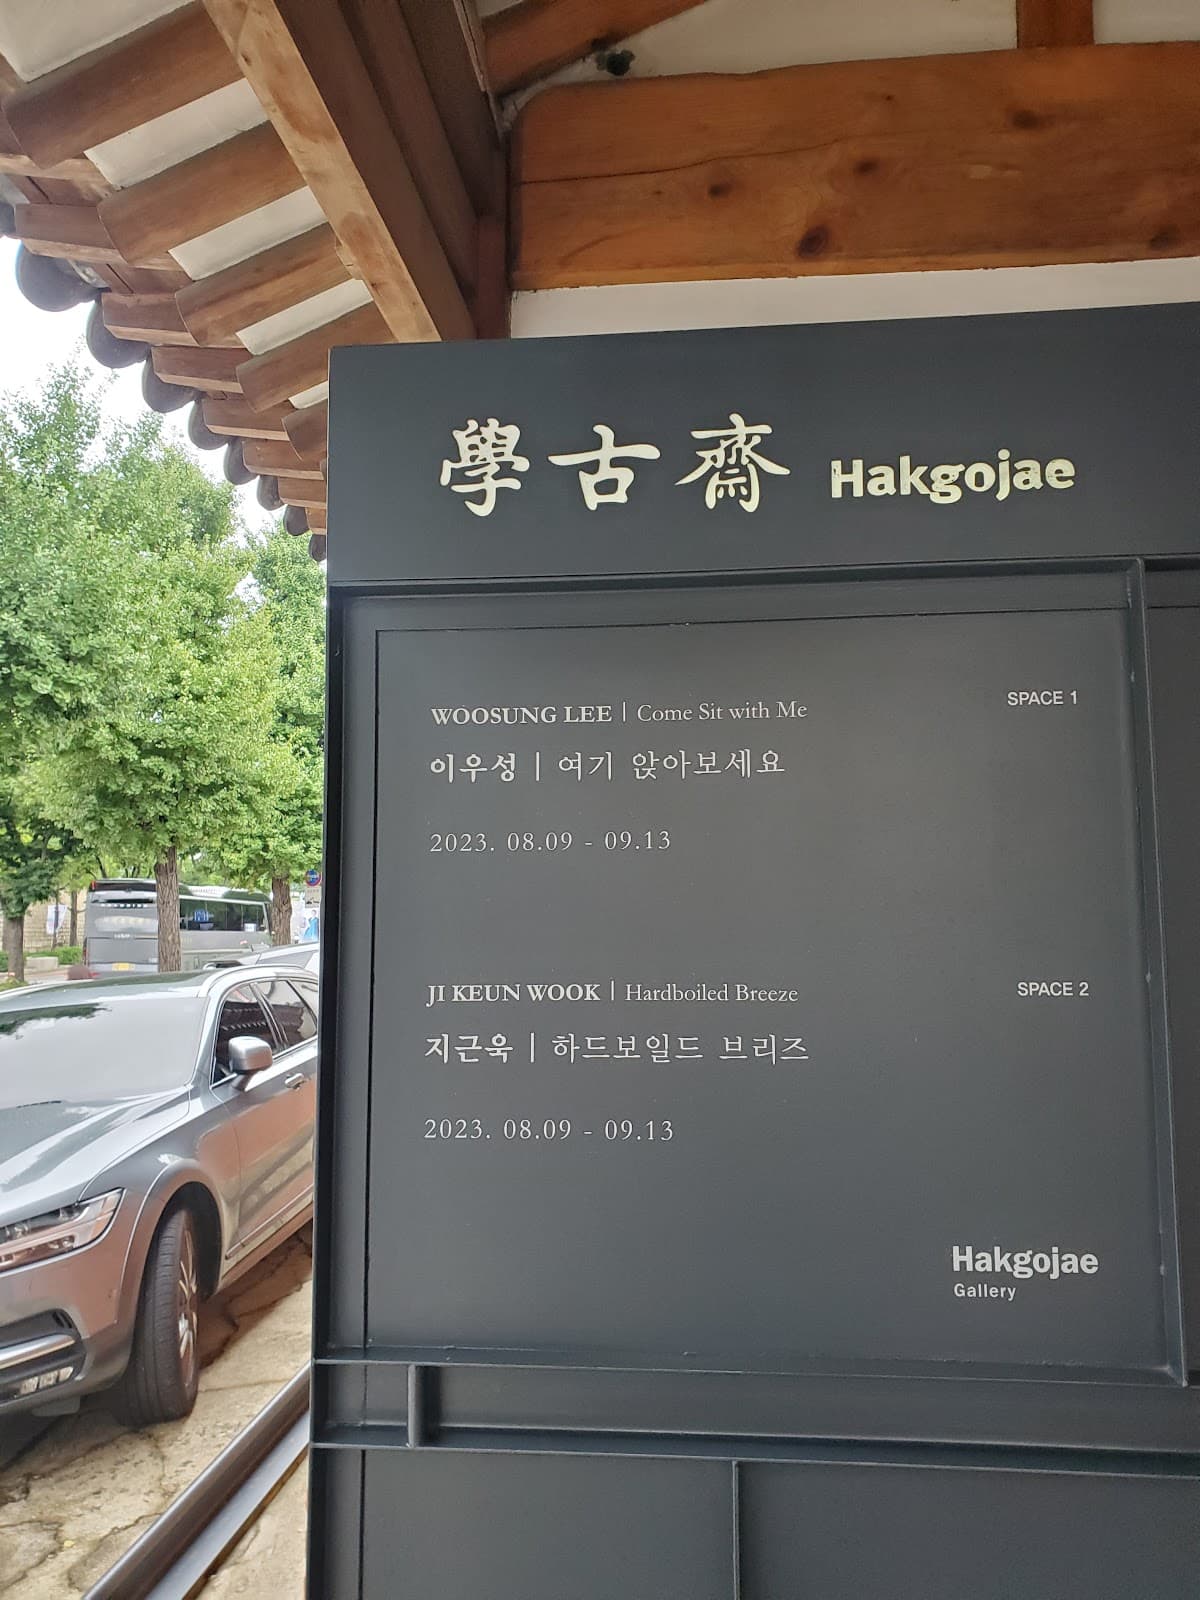 學古齋 Hakgojae
WOOSUNG LEE | Come Sit with Me SPACE 1
이우성 | 여기 앉아보세요
2023. 08.09 - 09.13
JI KEUN WOOK | Hardboiled Breeze SPACE 2
지근욱 | 하드보일드 브리즈
2023. 08.09 - 09.13
Hakgojae
Gallery